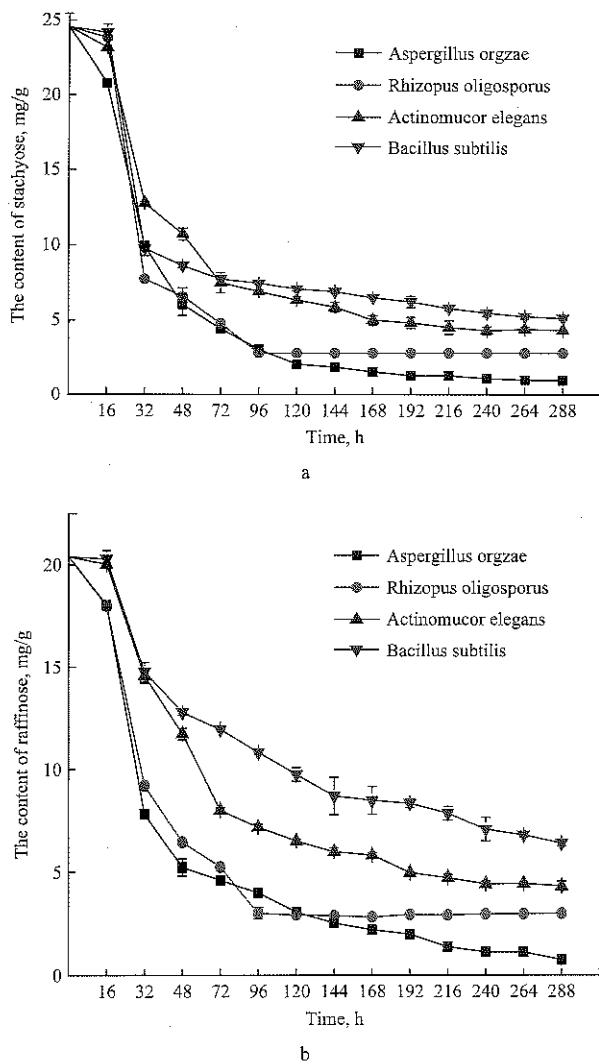 25
20
15
10
5
0
The content of stachyose, mg/g
Aspergillus orgzae
Rhizopus oligosporus
Actinomucor elegans
Bacillus subtilis
16 32 48 72 96 120 144 168 192 216 240 264 288
Time, h
a
20
15
10
5
0
The content of raffinose, mg/g
Aspergillus orgzae
Rhizopus oligosporus
Actinomucor elegans
Bacillus subtilis
16 32 48 72 96 120 144 168 192 216 240 264 288
Time, h
b